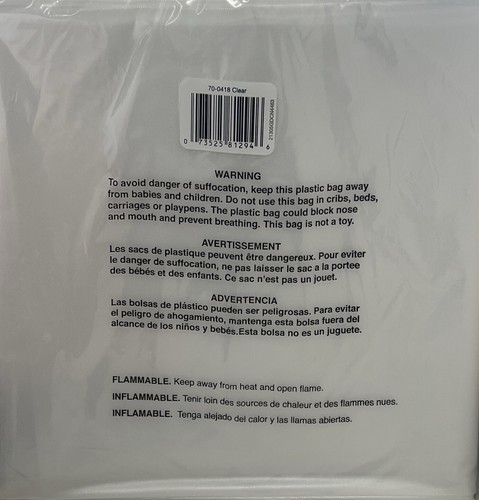 70-0418 Clear
21300GDCN4465
0 73525 81294 6
WARNING
To avoid danger of suffocation, keep this plastic bag away
from babies and children. Do not use this bag in cribs, beds,
carriages or playpens. The plastic bag could block nose
and mouth and prevent breathing. This bag is not a toy.
AVERTISSEMENT
Les sacs de plastique peuvent être dangereux. Pour eviter
le danger de suffocation, ne pas laisser le sac a la portee
des bébés et des enfants. Ce sac n'est pas un jouet.
ADVERTENCIA
Las bolsas de plástico pueden ser peligrosas. Para evitar
el peligro de ahogamiento, mantenga esta bolsa fuera del
alcance de los niños y bebés.Esta bolsa no es un juguete.
FLAMMABLE. Keep away from heat and open flame.
INFLAMMABLE. Tenir loin des sources de chaleur et des flammes nues.
INFLAMABLE. Tenga alejado del calor y las llamas abiertas.